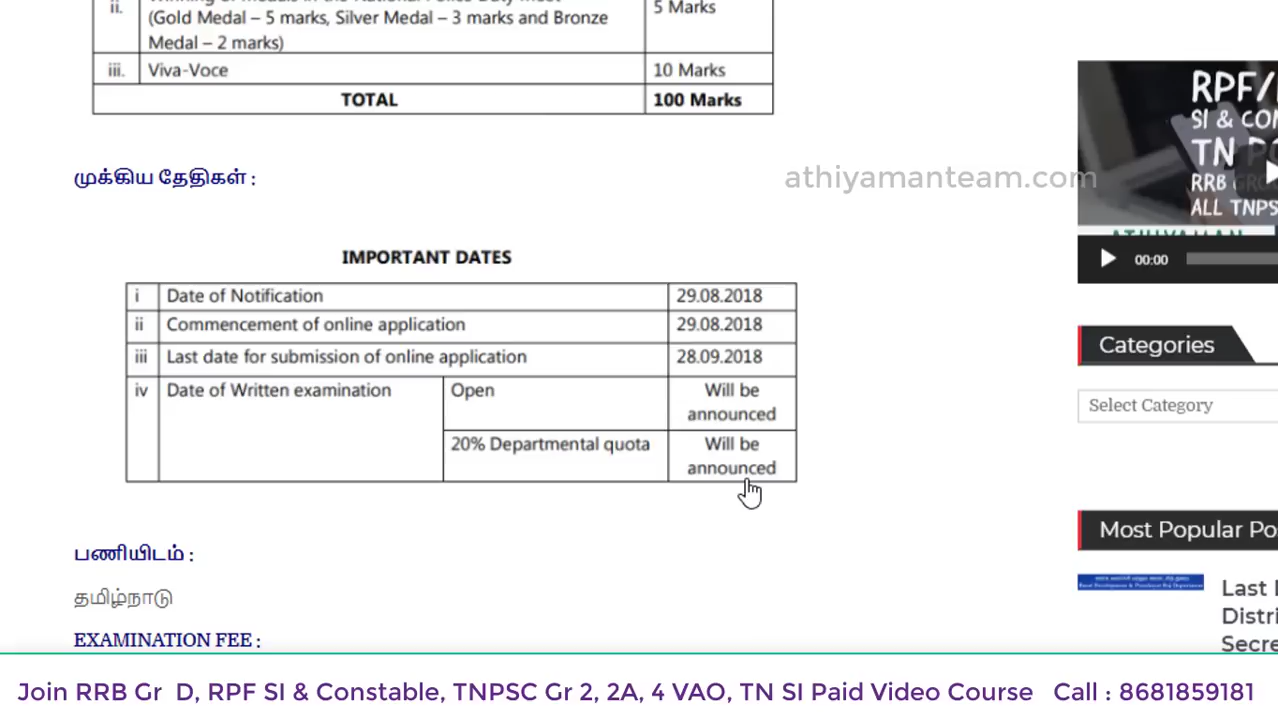 ii.
(Gold Medal – 5 marks, Silver Medal – 3 marks and Bronze
Medal – 2 marks)
5 Marks
iii. Viva-Voce 10 Marks
TOTAL 100 Marks
முக்கிய தேதிகள் :
athiyamanteam.com
IMPORTANT DATES
i Date of Notification 29.08.2018
ii Commencement of online application 29.08.2018
iii Last date for submission of online application 28.09.2018
iv Date of Written examination Open Will be
announced
20% Departmental quota Will be
announced
பணியிடம் :
தமிழ்நாடு
EXAMINATION FEE :
RPF/
SI & CO
TN
RRB
ALL TNPS
00:00
Categories
Select Category
Most Popular Po
Last
Distri
Secre
Join RRB Gr D, RPF SI & Constable, TNPSC Gr 2, 2A, 4 VAO, TN SI Paid Video Course Call : 8681859181